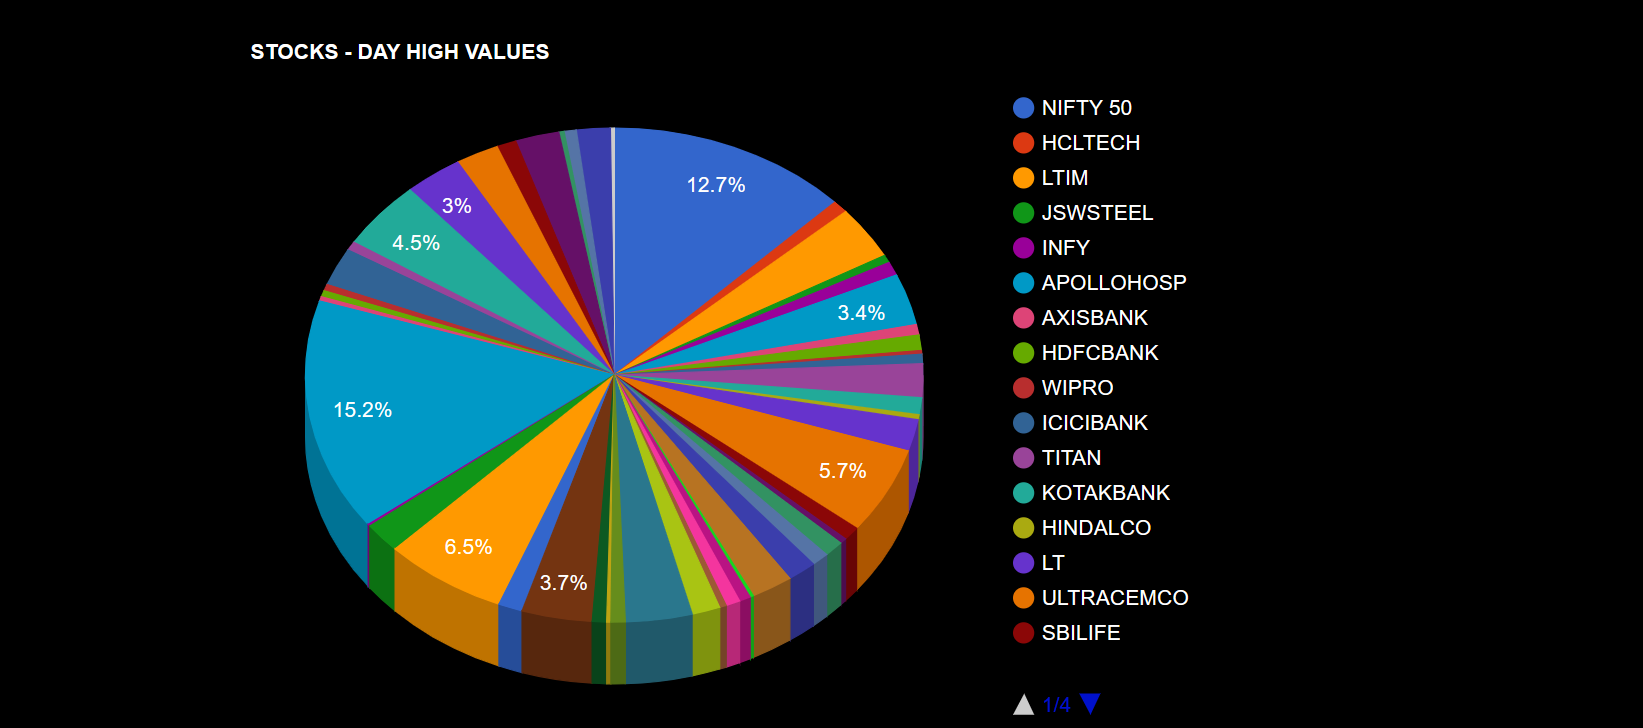 STOCKS - DAY HIGH VALUES
12.7%
3.4%
5.7%
3.7%
6.5%
15.2%
4.5%
3%
NIFTY 50
HCLTECH
LTIM
JSWSTEEL
INFY
APOLLOHOSP
AXISBANK
HDFCBANK
WIPRO
ICICIBANK
TITAN
KOTAKBANK
HINDALCO
LT
ULTRACEMCO
SBILIFE
1/4